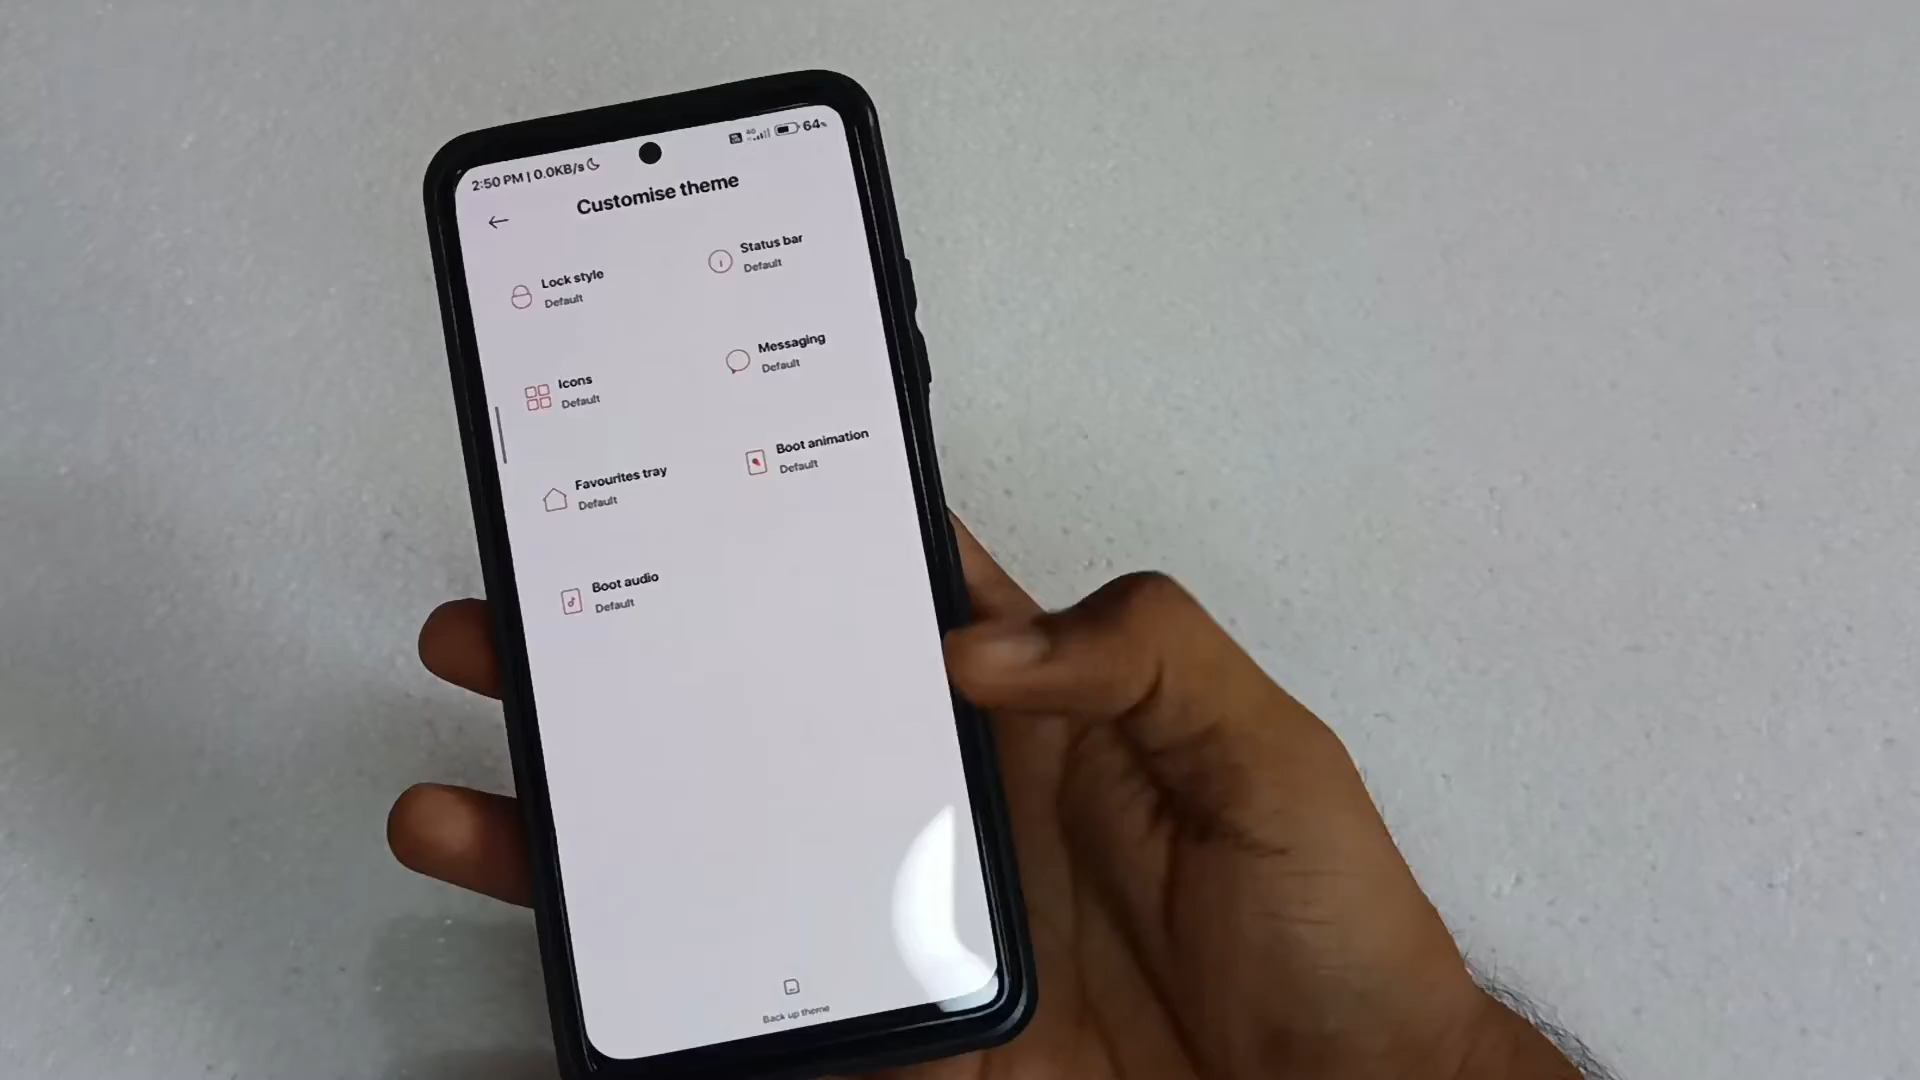 2:50 PM | 0.0KB/s
4G
64%
Customise theme
Lock style
Default
Status bar
Default
Icons
Default
Messaging
Default
Favourites tray
Default
Boot animation
Default
Boot audio
Default
Back up theme